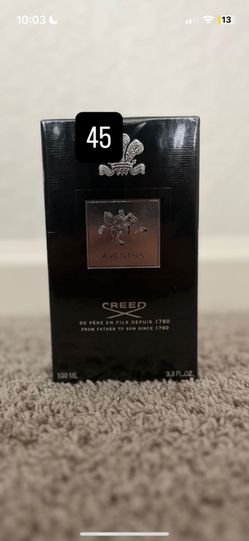 10:03
13
45
AVENTUS
CREED
DE PÈRE EN FILS DEPUIS 1760
FROM FATHER TO SON SINCE 1760
100 ML
3.3 FL.OZ.